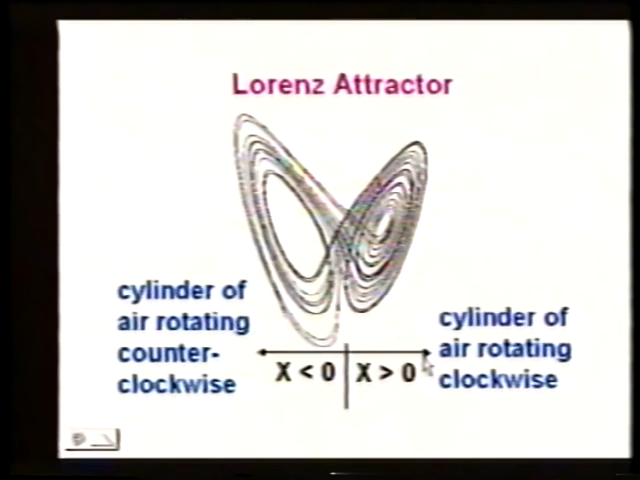 Lorenz Attractor
cylinder of
air rotating
counter-
clockwise
cylinder of
air rotating
clockwise
X < 0
X > 0